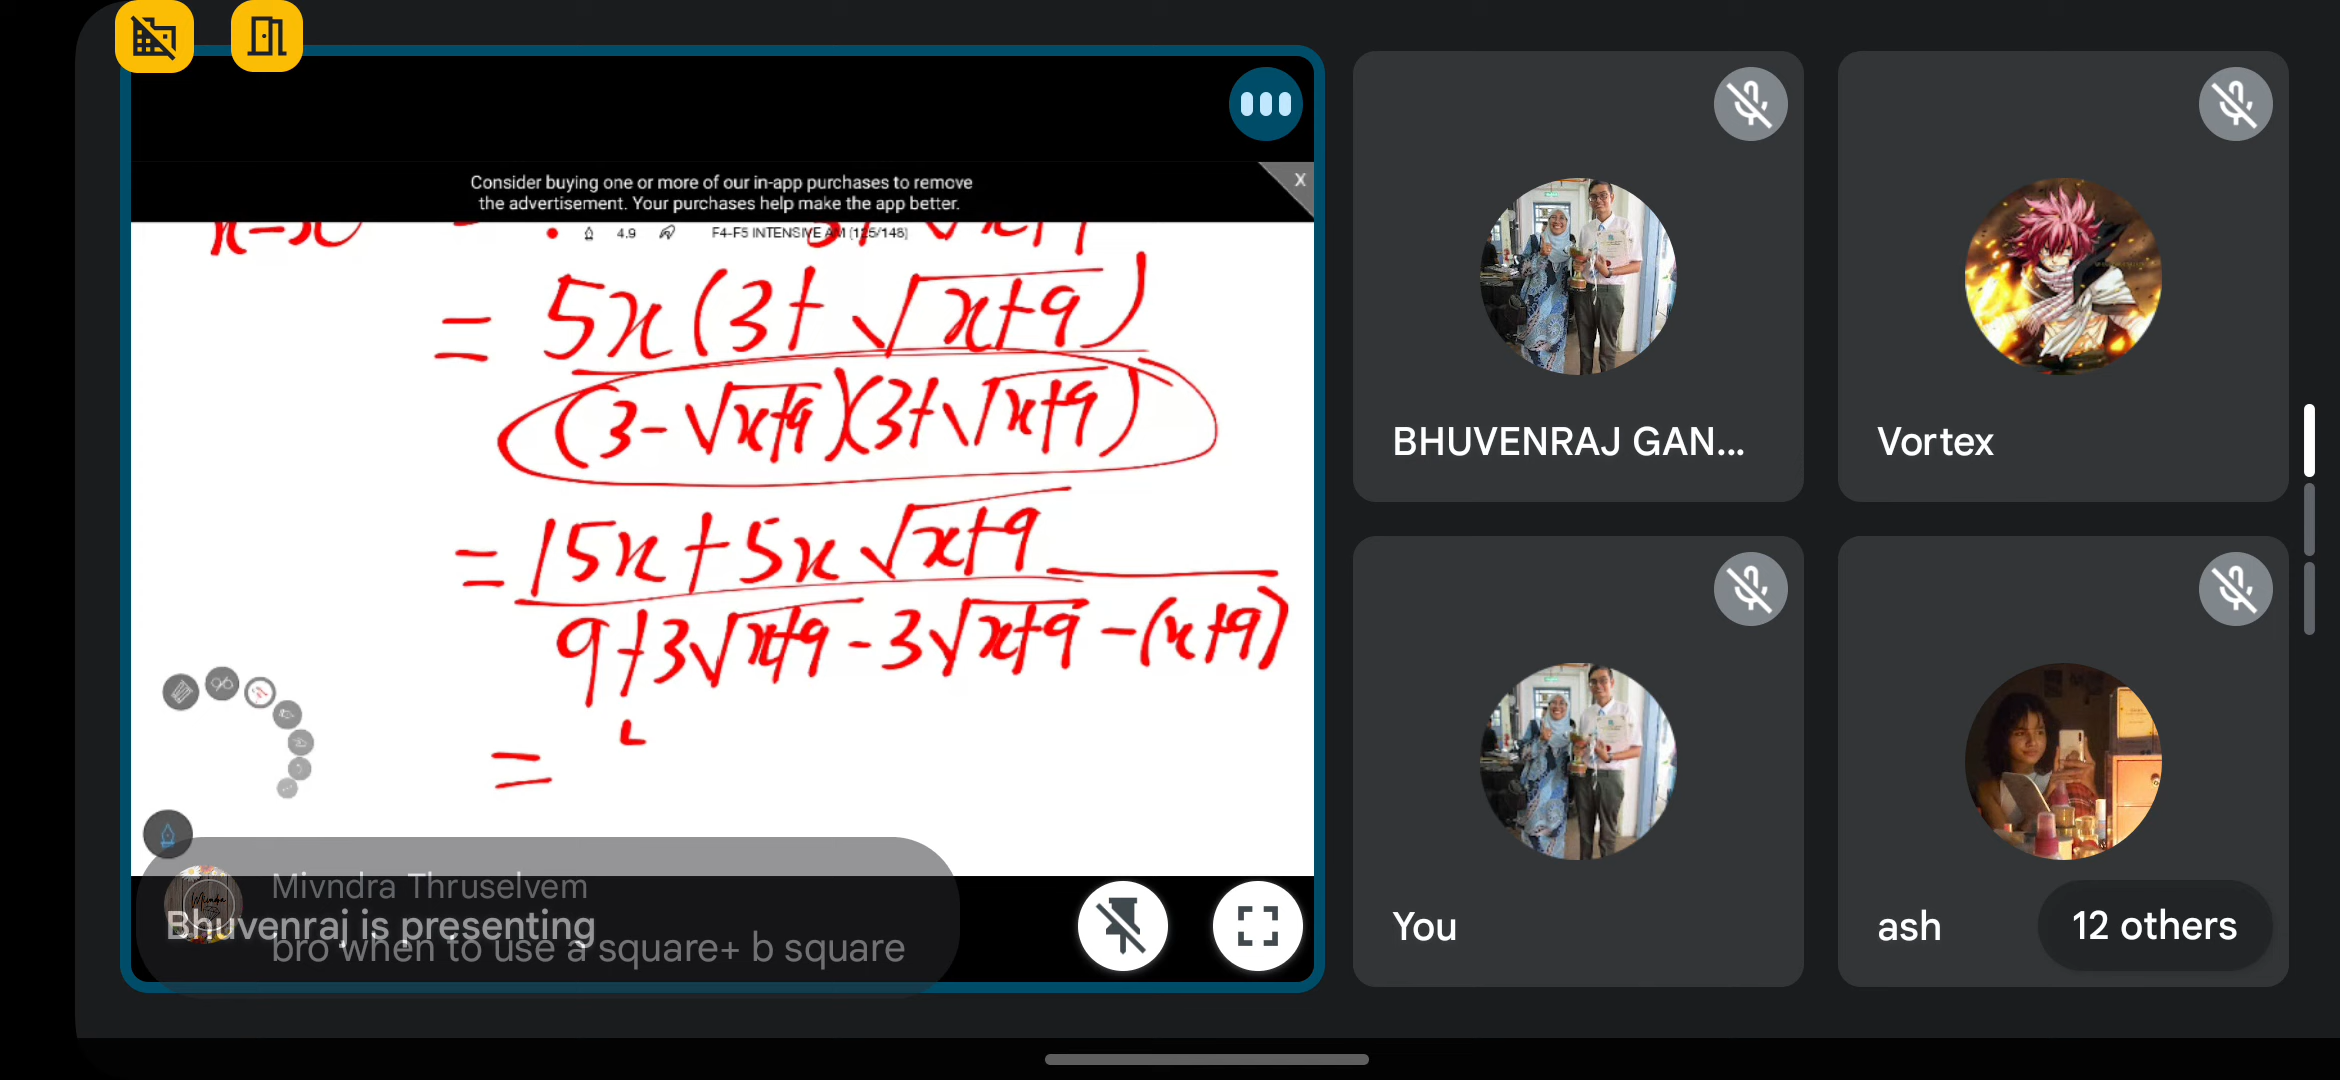 Consider buying one or more of our in-app purchases to remove
the advertisement. Your purchases help make the app better.
X
4.9 F4-F5 INTENSIVE AM (125/148)
= 5x(3+√(x+9))
(3-√(x+9))(3+√(x+9))
= 15x+5x√(x+9)
9+3√(x+9)-3√(x+9)-(x+9)
=
Mivndra Thruselvem
Bhuvenraj is presenting
bro when to use a square+ b square
BHUVENRAJ GAN...
Vortex
You
ash
12 others